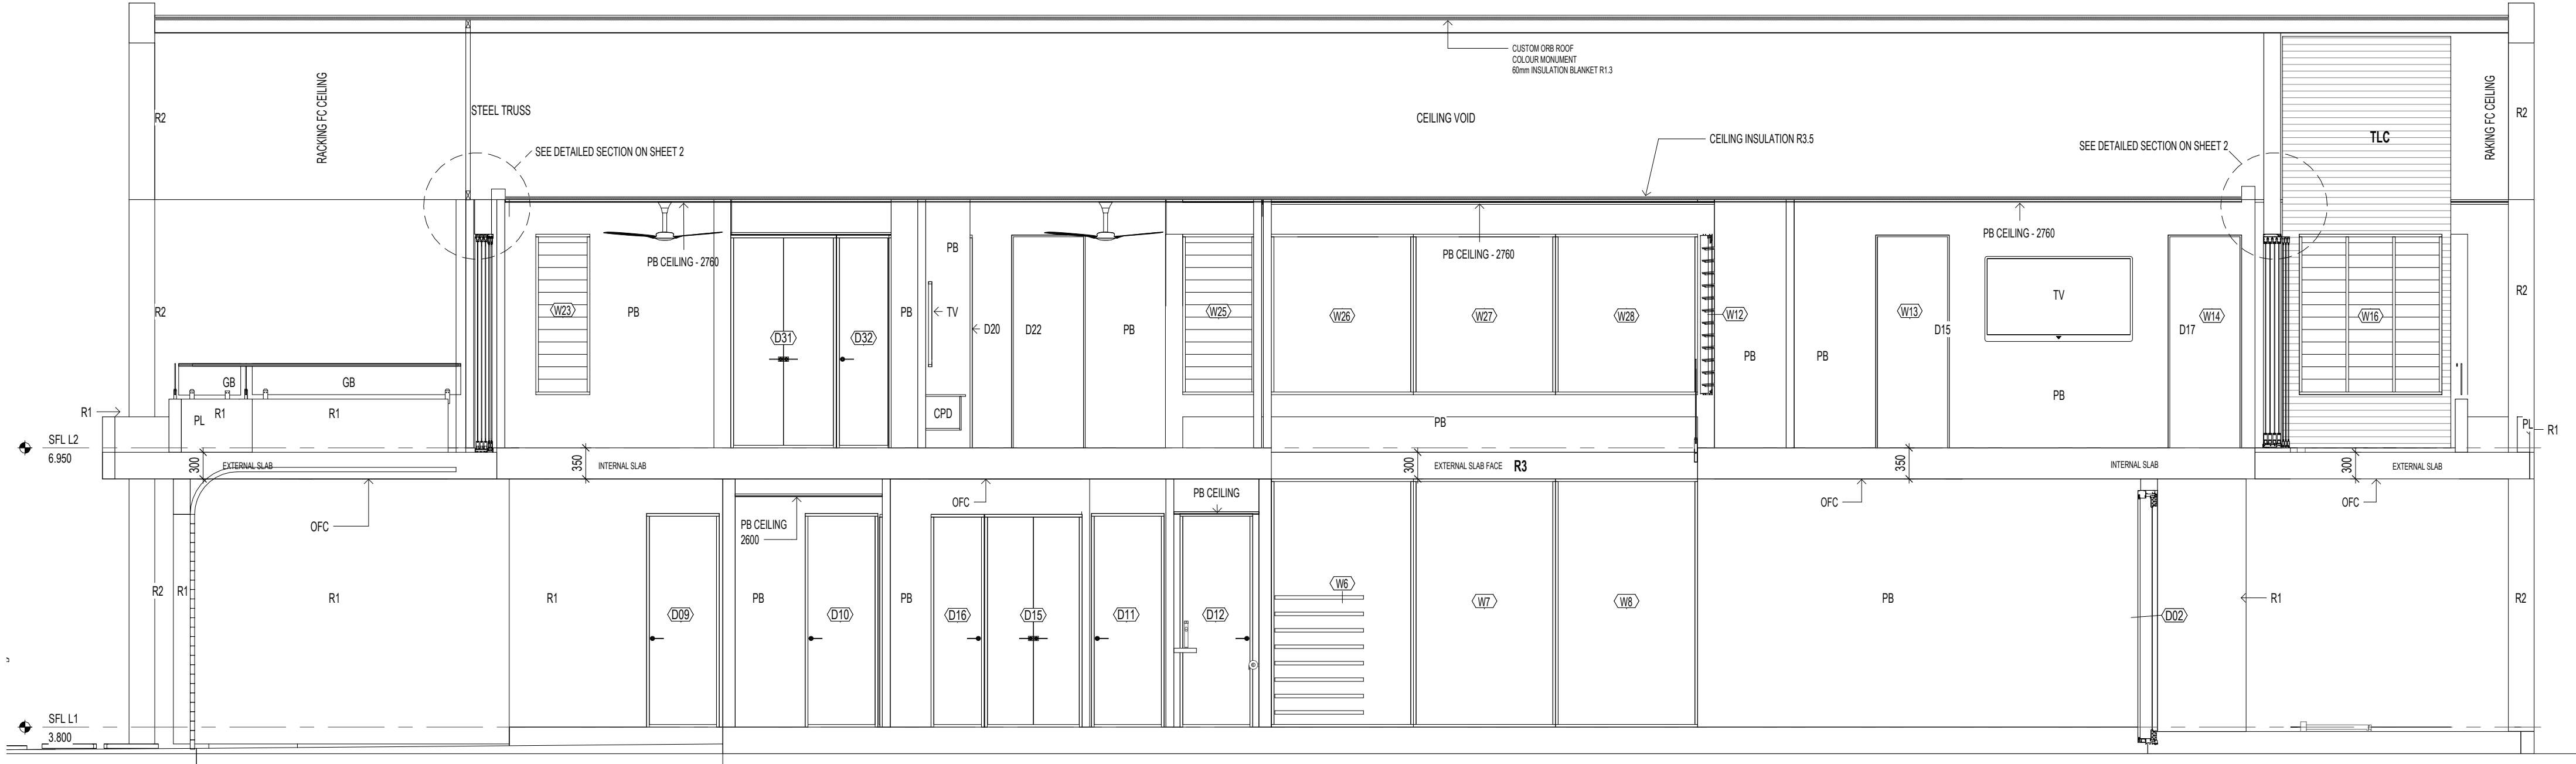 CUSTOM ORB ROOF
COLOUR MONUMENT
60mm INSULATION BLANKET R1.3
RACKING FC CEILING
RAKING FC CEILING
R2
STEEL TRUSS
CEILING VOID
R2
TLC
CEILING INSULATION R3.5
SEE DETAILED SECTION ON SHEET 2
SEE DETAILED SECTION ON SHEET 2
PB CEILING - 2760
PB
PB CEILING - 2760
PB CEILING - 2760
R2
W23
PB
D31
D32
PB
TV
D20
D22
PB
W25
W26
W27
W28
W12
PB
PB
W13
D15
TV
D17
W14
W16
R2
GB
GB
PB
R1
PL
R1
R1
CPD
PB
PL
R1
SFL L2
6.950
300
EXTERNAL SLAB
350
INTERNAL SLAB
300
EXTERNAL SLAB FACE
R3
350
INTERNAL SLAB
300
EXTERNAL SLAB
OFC
PB CEILING
2600
OFC
PB CEILING
OFC
OFC
R2
R1
R1
R1
D09
PB
D10
PB
D16
D15
D11
D12
W6
W7
W8
PB
D02
R1
R2
SFL L1
3.800